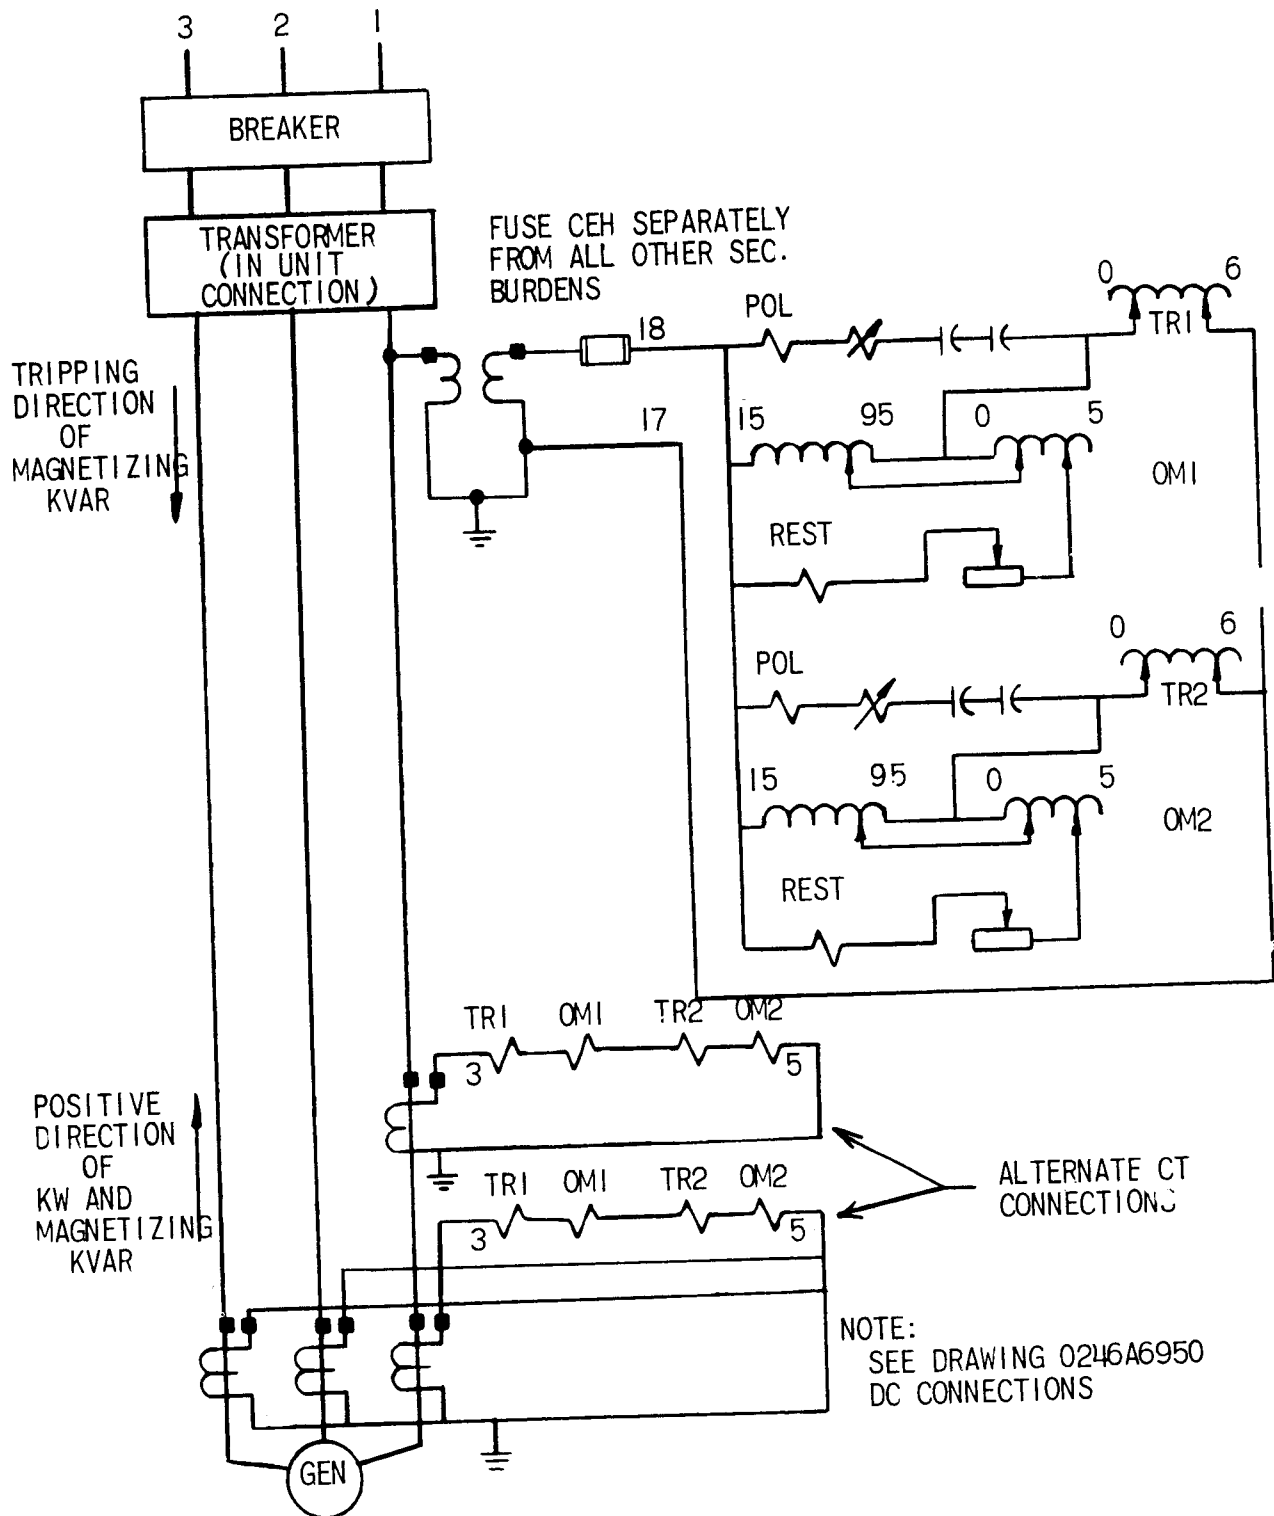 3 2 1
BREAKER
TRANSFORMER
(IN UNIT
CONNECTION)
FUSE CEH SEPARATELY
FROM ALL OTHER SEC.
BURDENS
TRIPPING
DIRECTION
OF
MAGNETIZING
KVAR
18
17
POL
0 6
TR1
15 95 0 5
OM1
REST
POL
0 6
TR2
15 95 0 5
OM2
REST
TR1 OM1 TR2 OM2
3 5
POSITIVE
DIRECTION
OF
KW AND
MAGNETIZING
KVAR
TR1 OM1 TR2 OM2
3 5
ALTERNATE CT
CONNECTIONS
NOTE:
SEE DRAWING 0246A6950
DC CONNECTIONS
GEN